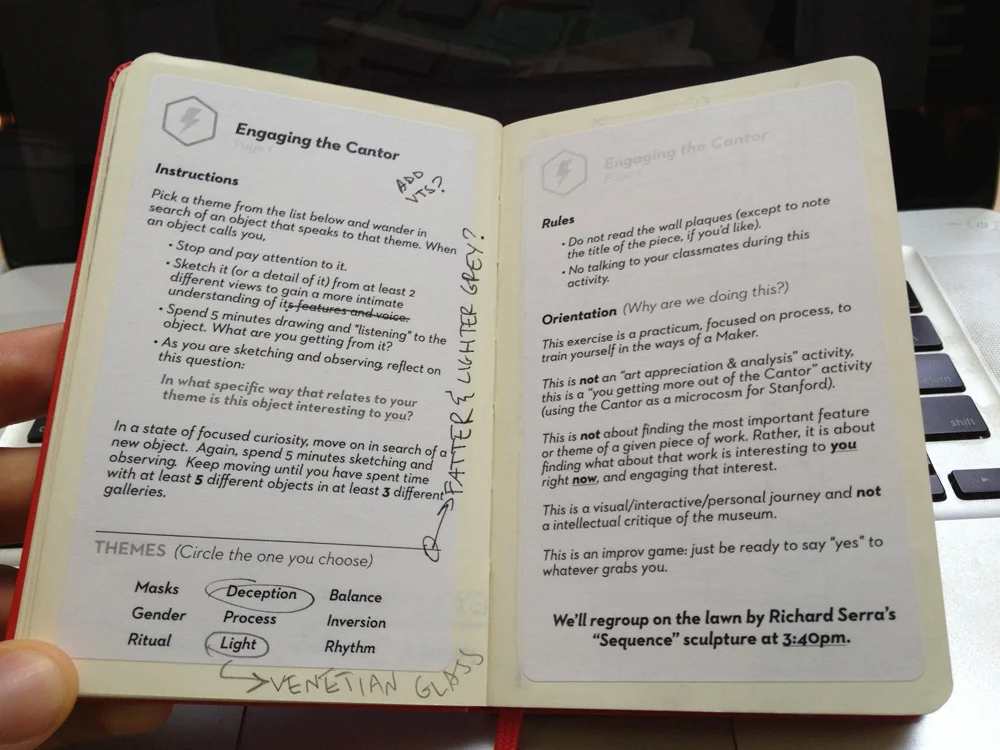 Engaging the Cantor
Page 1
ADD
VTS?
Instructions
Pick a theme from the list below and wander in
search of an object that speaks to that theme. When
an object calls you,
• Stop and pay attention to it.
• Sketch it (or a detail of it) from at least 2
different views to gain a more intimate
understanding of its features and voice.
• Spend 5 minutes drawing and "listening" to the
object. What are you getting from it?
• As you are sketching and observing, reflect on
this question:
In what specific way that relates to your
theme is this object interesting to you?
In a state of focused curiosity, move on in search of a
new object. Again, spend 5 minutes sketching and
observing. Keep moving until you have spent time
with at least 5 different objects in at least 3 different
galleries.
FATTER & LIGHTER GREY?
THEMES (Circle the one you choose)
Masks Deception Balance
Gender Process Inversion
Ritual Light Rhythm
VENETIAN GLASS
Engaging the Cantor
Page 2
Rules
• Do not read the wall plaques (except to note
the title of the piece, if you'd like).
• No talking to your classmates during this
activity.
Orientation (Why are we doing this?)
This exercise is a practicum, focused on process, to
train yourself in the ways of a Maker.
This is not an "art appreciation & analysis" activity,
this is a "you getting more out of the Cantor" activity
(using the Cantor as a microcosm for Stanford).
This is not about finding the most important feature
or theme of a given piece of work. Rather, it is about
finding what about that work is interesting to you
right now, and engaging that interest.
This is a visual/interactive/personal journey and not
a intellectual critique of the museum.
This is an improv game: just be ready to say "yes" to
whatever grabs you.
We'll regroup on the lawn by Richard Serra's
"Sequence" sculpture at 3:40pm.
return
shift